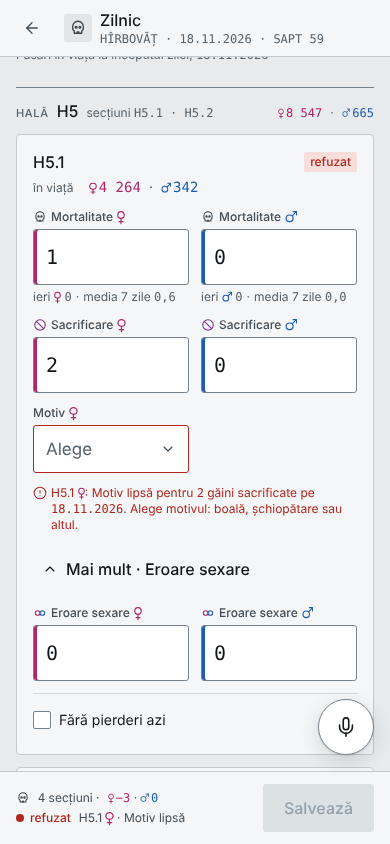 Zilnic
HÎRBOVĂȚ · 18.11.2026 · SĂPT 59
HALĂ H5 secțiuni H5.1 · H5.2 ♀8 547 · ♂665
H5.1 refuzat
în viață ♀4 264 · ♂342
Mortalitate ♀ Mortalitate ♂
1 0
ieri ♀ 0 · media 7 zile 0,6 ieri ♂ 0 · media 7 zile 0,0
Sacrificare ♀ Sacrificare ♂
2 0
Motiv ♀
Alege
H5.1 ♀: Motiv lipsă pentru 2 găini sacrificate pe
18.11.2026. Alege motivul: boală, șchiopătare sau
altul.
Mai mult · Eroare sexare
Eroare sexare ♀ Eroare sexare ♂
0 0
Fără pierderi azi
4 secțiuni · ♀−3 · ♂0
refuzat H5.1♀ · Motiv lipsă
Salvează